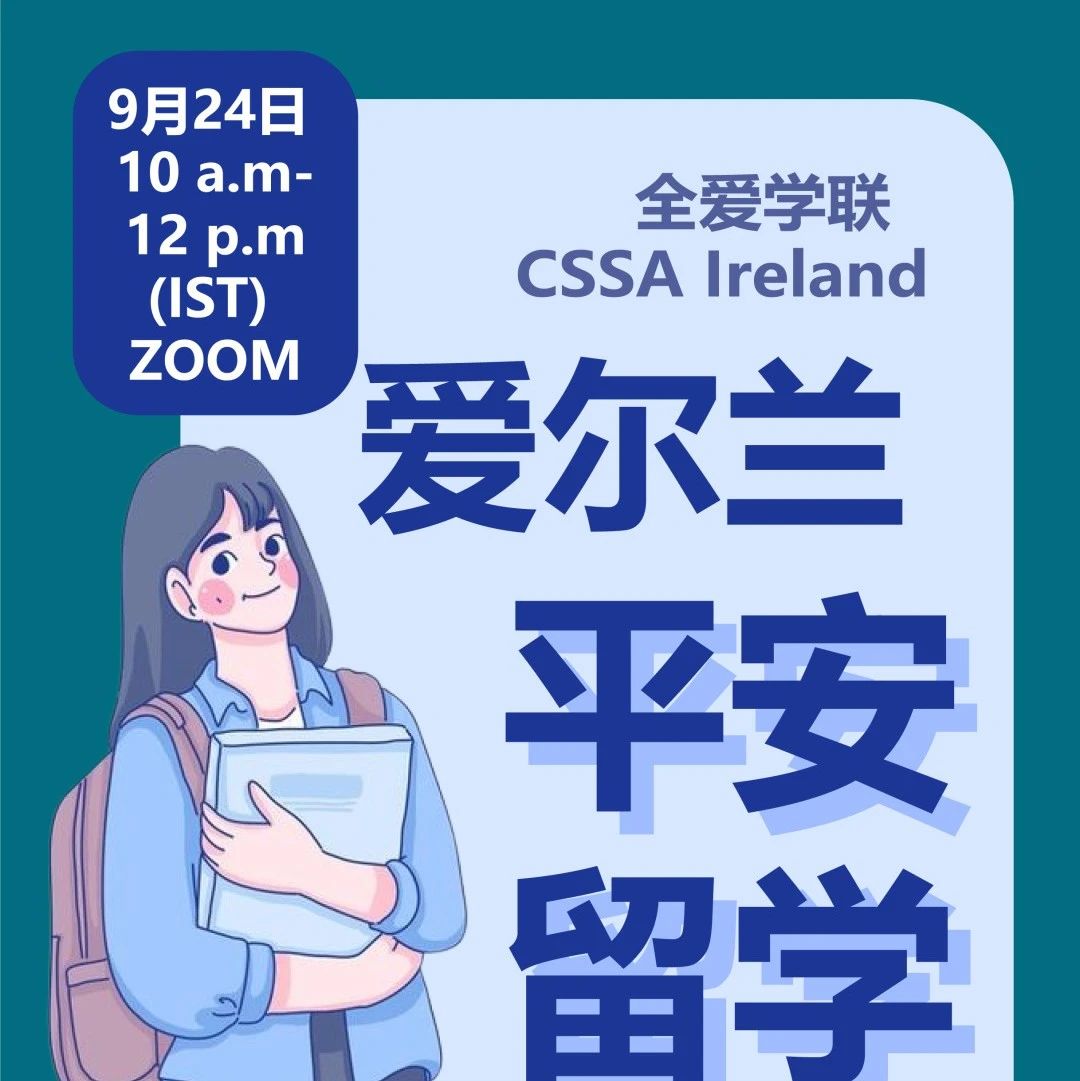 9月24日
10 a.m-
12 p.m
(IST)
ZOOM
全爱学联
CSSA Ireland
爱尔兰
平安
留学